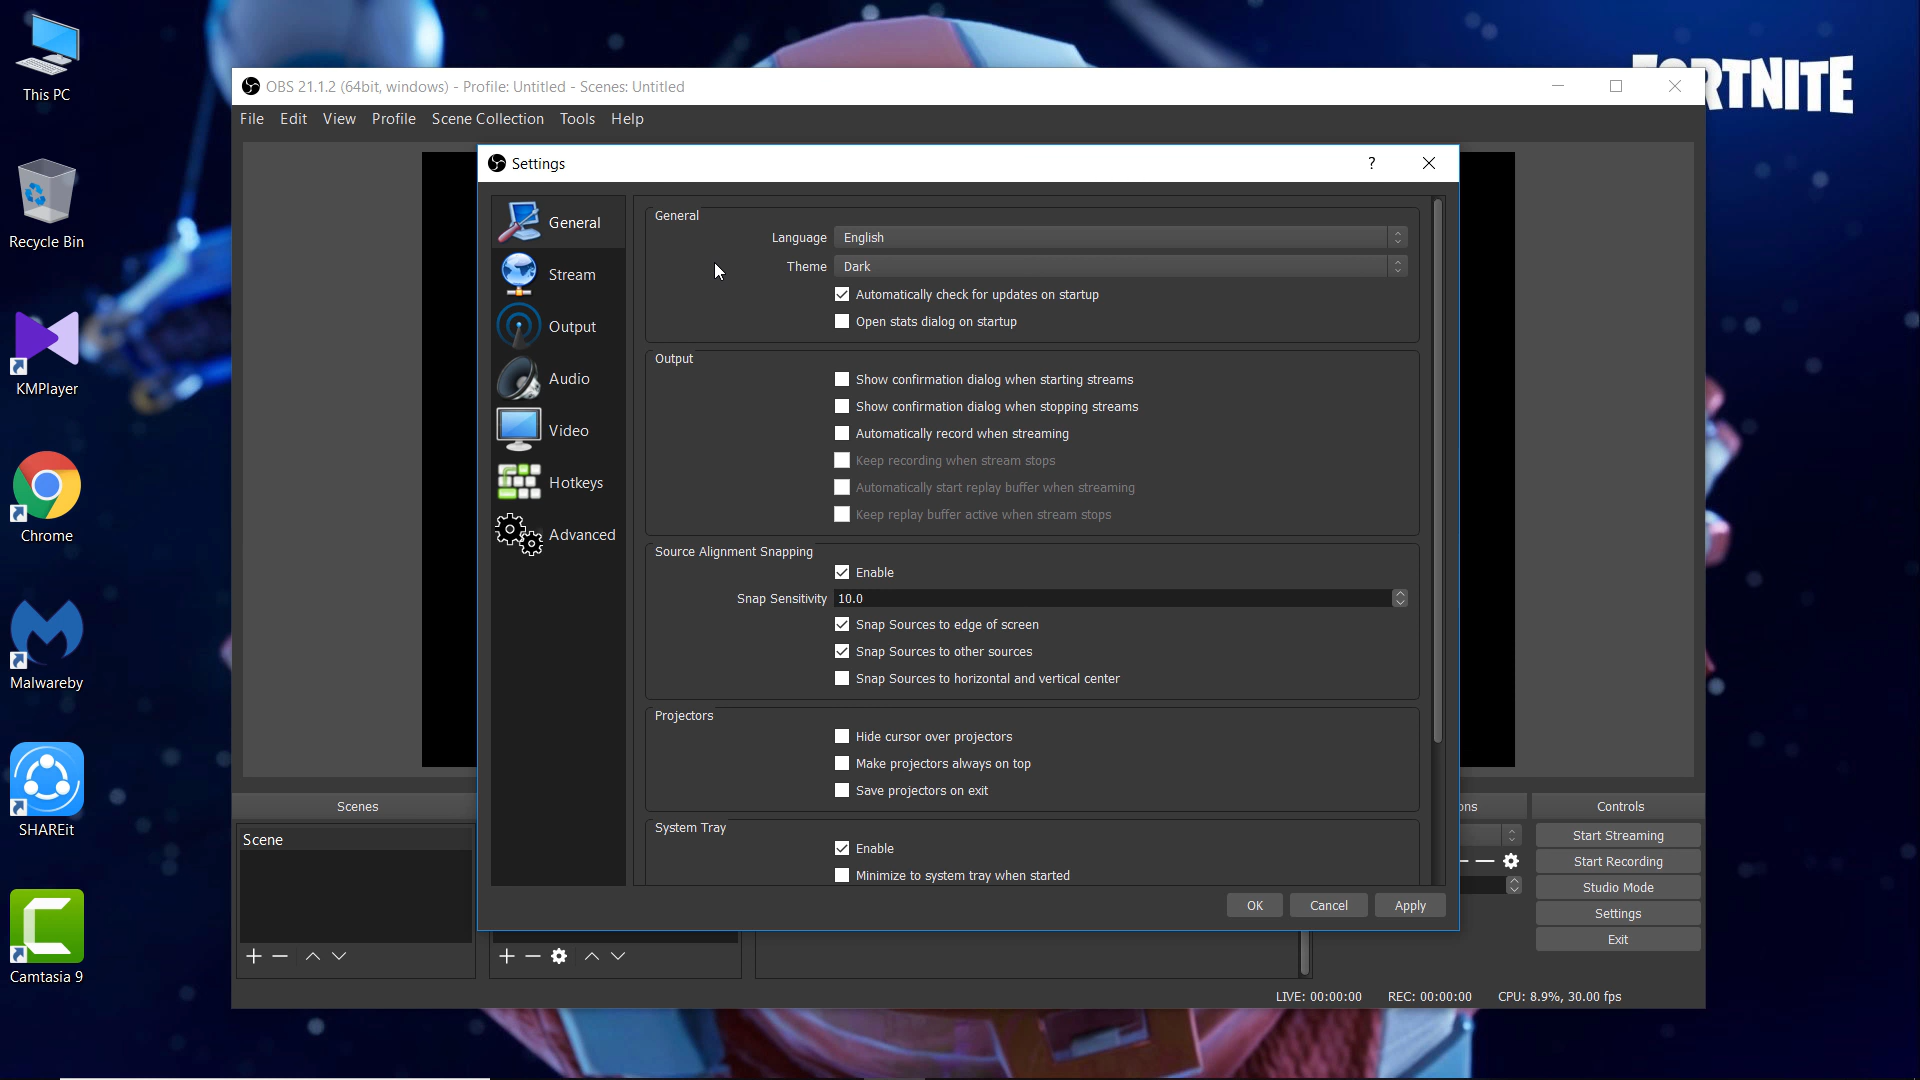 This PC
Recycle Bin
KMPlayer
Chrome
Malwareby
SHAREit
Camtasia 9
RTNITE
OBS 21.1.2 (64bit, windows) - Profile: Untitled - Scenes: Untitled
File Edit View Profile Scene Collection Tools Help
Settings
?
General
Stream
Output
Audio
Video
Hotkeys
Advanced
General
Language English
Theme Dark
Automatically check for updates on startup
Open stats dialog on startup
Output
Show confirmation dialog when starting streams
Show confirmation dialog when stopping streams
Automatically record when streaming
Keep recording when stream stops
Automatically start replay buffer when streaming
Keep replay buffer active when stream stops
Source Alignment Snapping
Enable
Snap Sensitivity 10.0
Snap Sources to edge of screen
Snap Sources to other sources
Snap Sources to horizontal and vertical center
Projectors
Hide cursor over projectors
Make projectors always on top
Save projectors on exit
System Tray
Enable
Minimize to system tray when started
OK Cancel Apply
Scenes
Scene
ons
Controls
Start Streaming
Start Recording
Studio Mode
Settings
Exit
LIVE: 00:00:00 REC: 00:00:00 CPU: 8.9%, 30.00 fps